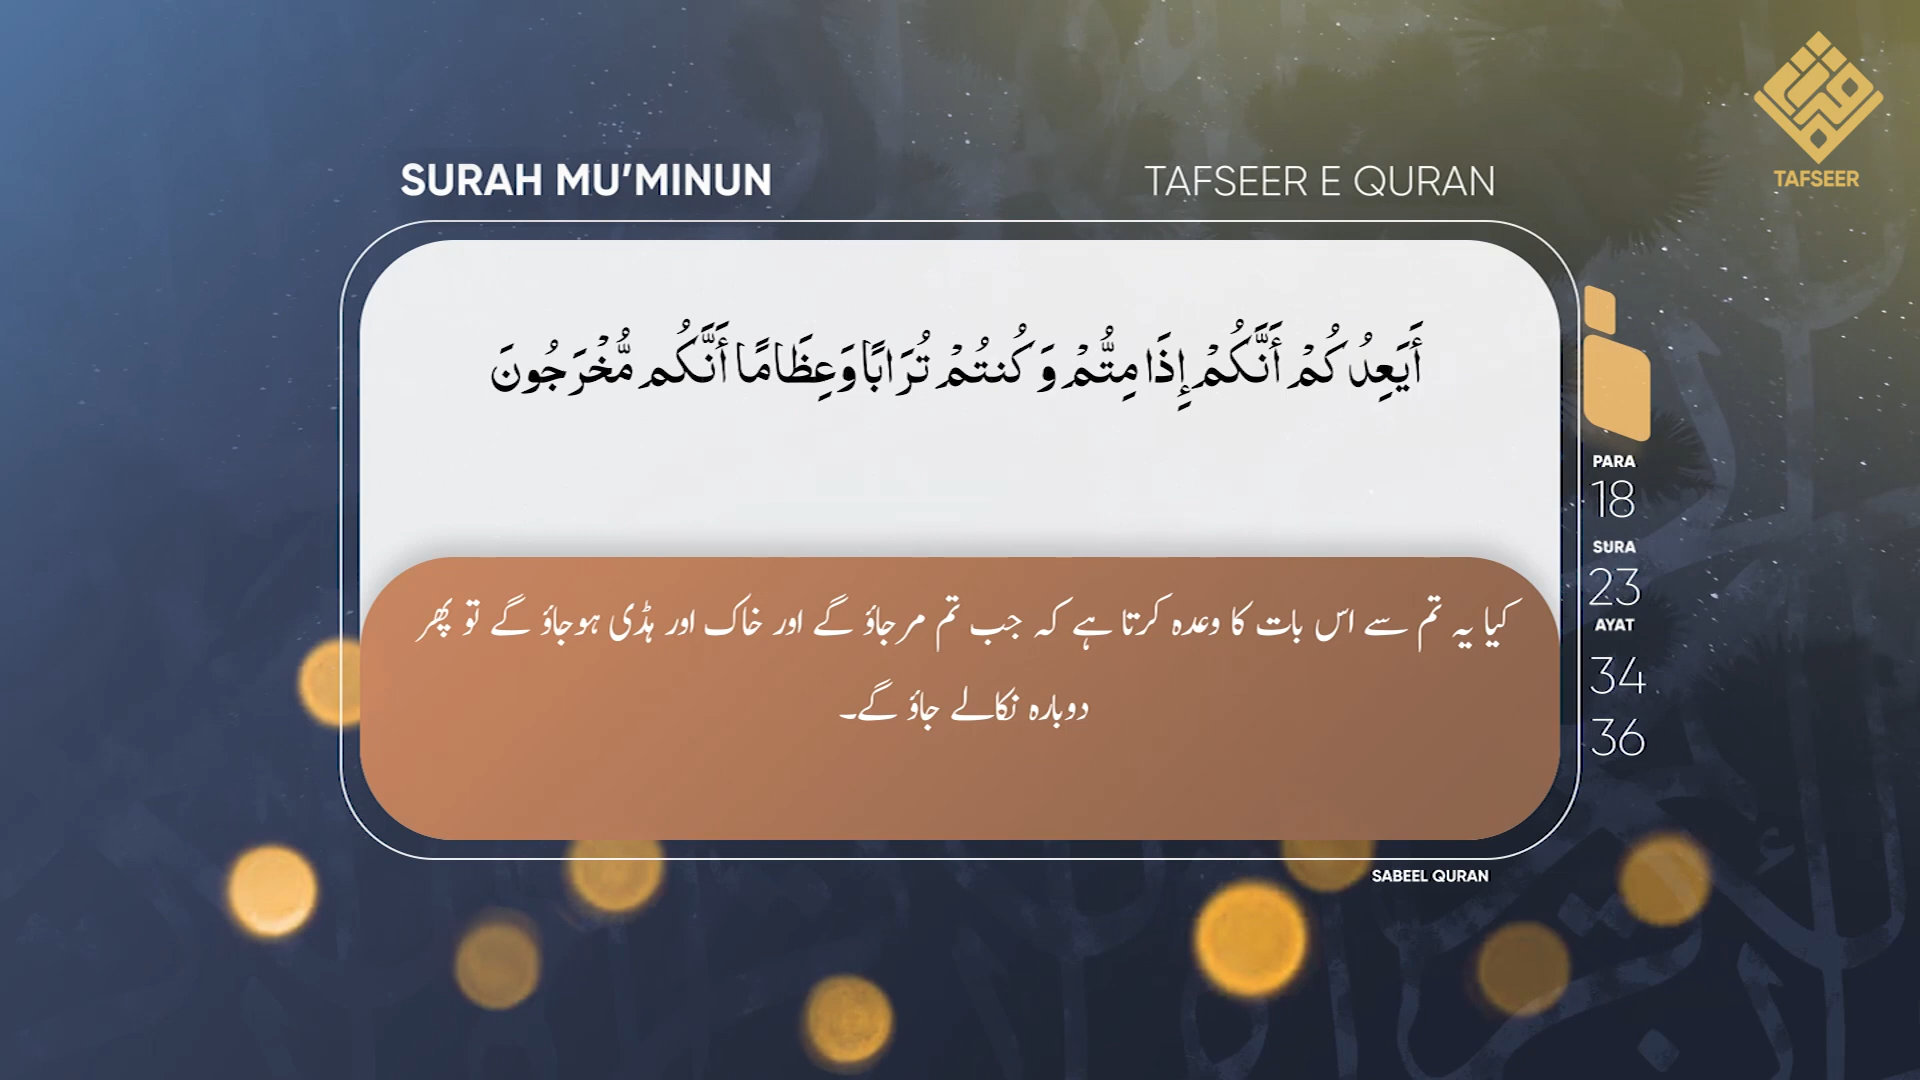 TAFSEER
SURAH MU'MINUN
TAFSEER E QURAN
أَيَعِدُكُمْ أَنَّكُمْ إِذَا مِتُّمْ وَكُنتُمْ تُرَابًا وَعِظَامًا أَنَّكُم مُّخْرَجُونَ
کیا یہ تم سے اس بات کا وعدہ کرتا ہے کہ جب تم مرجاؤ گے اور خاک اور ہڈی ہوجاؤ گے تو پھر
دوبارہ نکالے جاؤ گے۔
PARA
18
SURA
23
AYAT
34
36
SABEEL QURAN